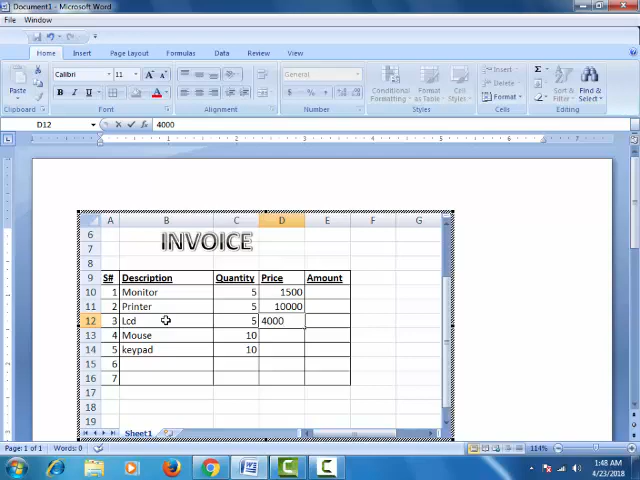 Document1 - Microsoft Word
File Window
Home Insert Page Layout Formulas Data Review View
Paste
Calibri 11 A A
General
B I U A
$ % ,
Conditional Formatting Format as Table Cell Styles
Insert
Delete
Format
Σ
Sort & Filter Find & Select
Clipboard Font Alignment Number Styles Cells Editing
D12 fx 4000
A B C D E F G
6
7 INVOICE
8
9 S# Description Quantity Price Amount
10 1 Monitor 5 1500
11 2 Printer 5 10000
12 3 Lcd 5 4000
13 4 Mouse 10
14 5 keypad 10
15 6
16 7
17
18
19
Sheet1
Page: 1 of 1 Words: 0 114%
1:48 AM
4/23/2018